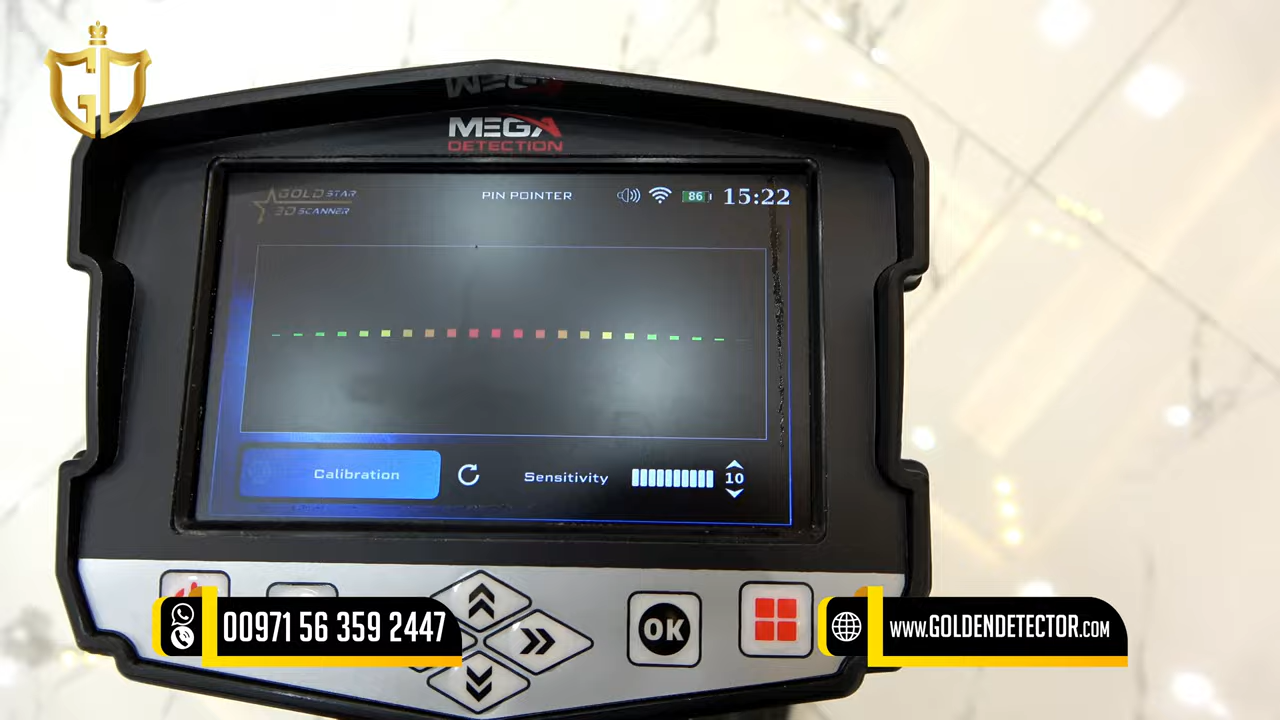 GD
MEGA
DETECTION
GOLD STAR
3D SCANNER
PIN POINTER
86
15:22
Calibration
Sensitivity
10
OK
00971 56 359 2447
www.GOLDENDETECTOR.com